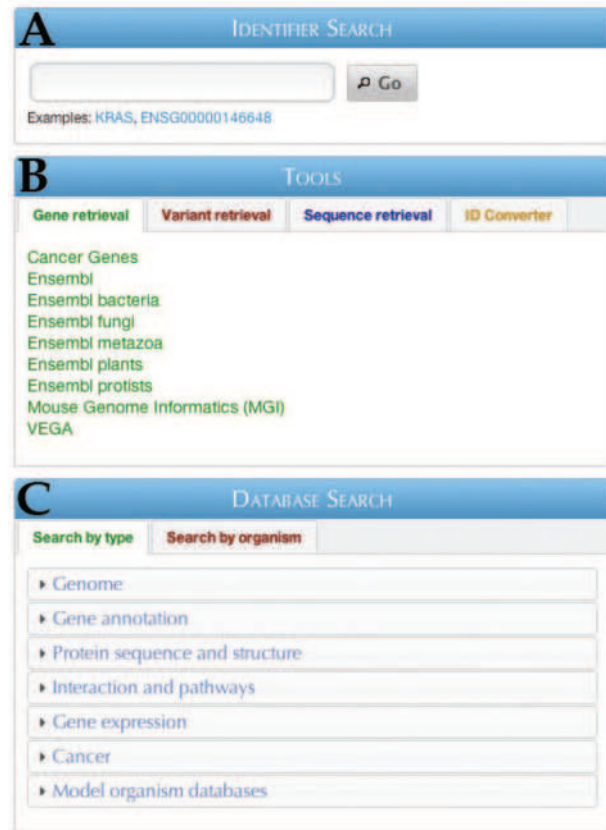 A IDENTIFIER SEARCH
Go
Examples: KRAS, ENSG00000146648
B TOOLS
Gene retrieval Variant retrieval Sequence retrieval ID Converter
Cancer Genes
Ensembl
Ensembl bacteria
Ensembl fungi
Ensembl metazoa
Ensembl plants
Ensembl protists
Mouse Genome Informatics (MGI)
VEGA
C DATABASE SEARCH
Search by type Search by organism
Genome
Gene annotation
Protein sequence and structure
Interaction and pathways
Gene expression
Cancer
Model organism databases